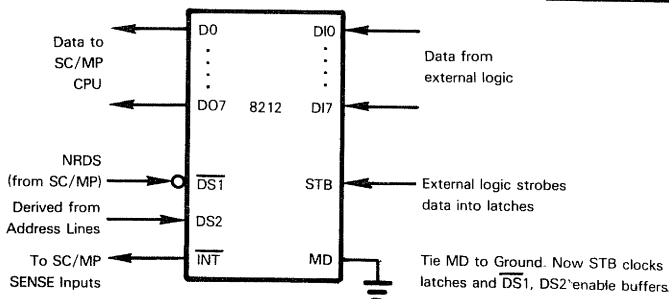 Data to
SC/MP
CPU
D0
DO7
8212
DI0
DI7
Data from
external logic
NRDS
(from SC/MP)
DS1
STB
External logic strobes
data into latches
Derived from
Address Lines
DS2
To SC/MP
SENSE Inputs
INT
MD
Tie MD to Ground. Now STB clocks
latches and DS1, DS2 enable buffers